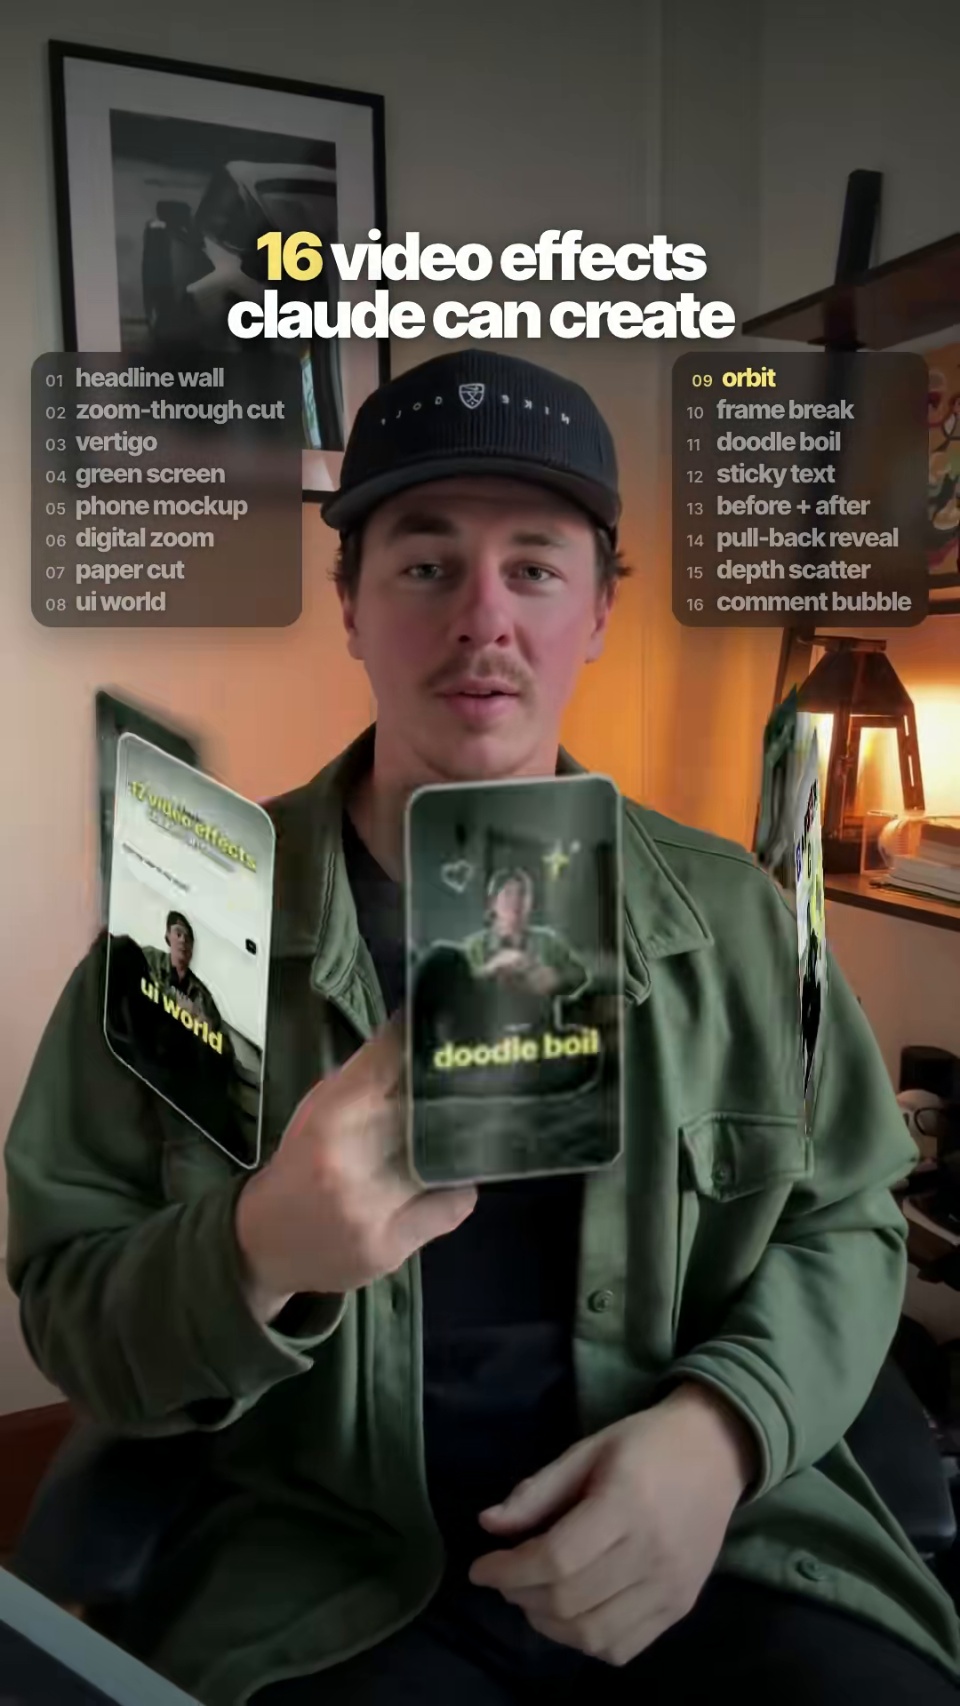 16 video effects
claude can create
01 headline wall
02 zoom-through cut
03 vertigo
04 green screen
05 phone mockup
06 digital zoom
07 paper cut
08 ui world
09 orbit
10 frame break
11 doodle boil
12 sticky text
13 before + after
14 pull-back reveal
15 depth scatter
16 comment bubble
17 video effects
ui world
doodle boil